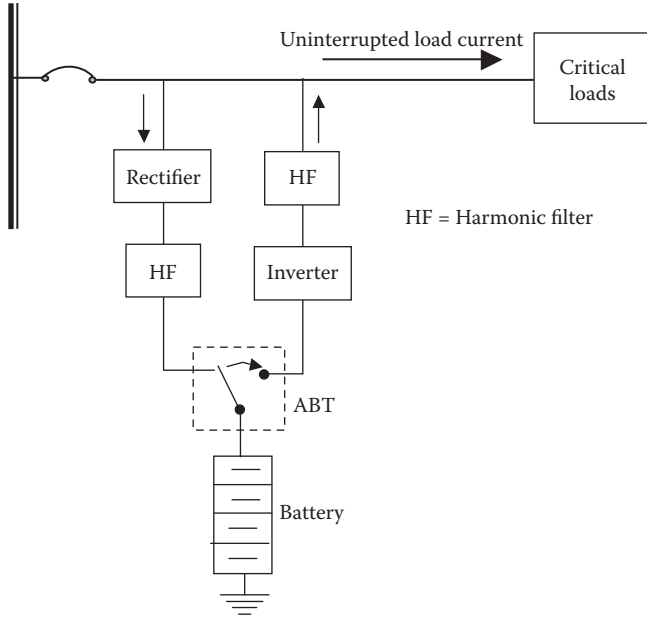 Uninterrupted load current
Critical
loads
Rectifier
HF
HF = Harmonic filter
HF
Inverter
ABT
Battery